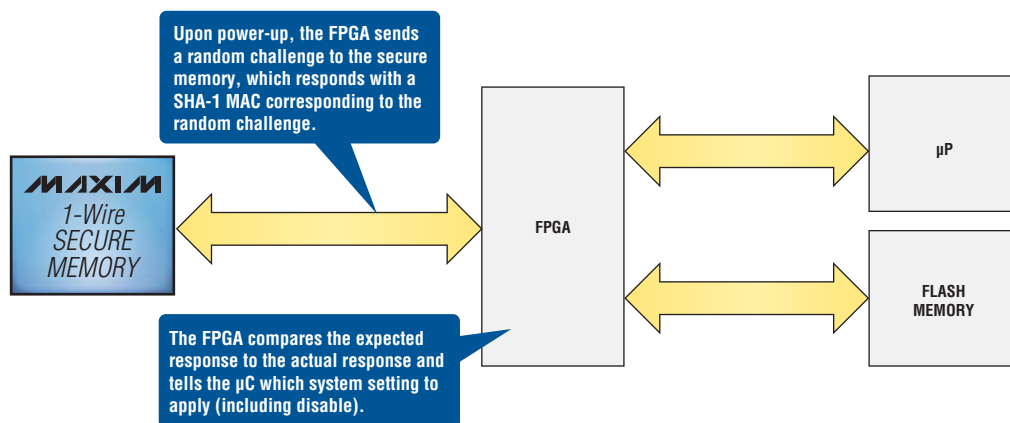 Upon power-up, the FPGA sends
a random challenge to the secure
memory, which responds with a
SHA-1 MAC corresponding to the
random challenge.
MAXIM
1-Wire
SECURE
MEMORY
FPGA
µP
FLASH
MEMORY
The FPGA compares the expected
response to the actual response and
tells the µC which system setting to
apply (including disable).